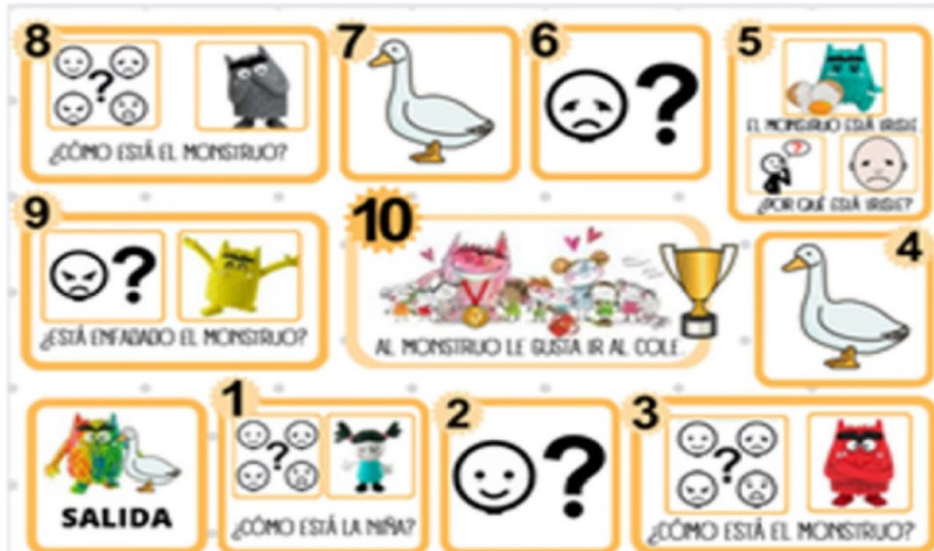 8
?
¿CÓMO ESTÁ EL MONSTRUO?
7
6
?
5
EL MONSTRUO ESTÁ TRISTE.
?
¿POR QUÉ ESTÁ TRISTE?
9
?
¿ESTÁ ENFADADO EL MONSTRUO?
10
AL MONSTRUO LE GUSTA IR AL COLE.
4
SALIDA
1
?
¿CÓMO ESTÁ LA NIÑA?
2
?
3
?
¿CÓMO ESTÁ EL MONSTRUO?